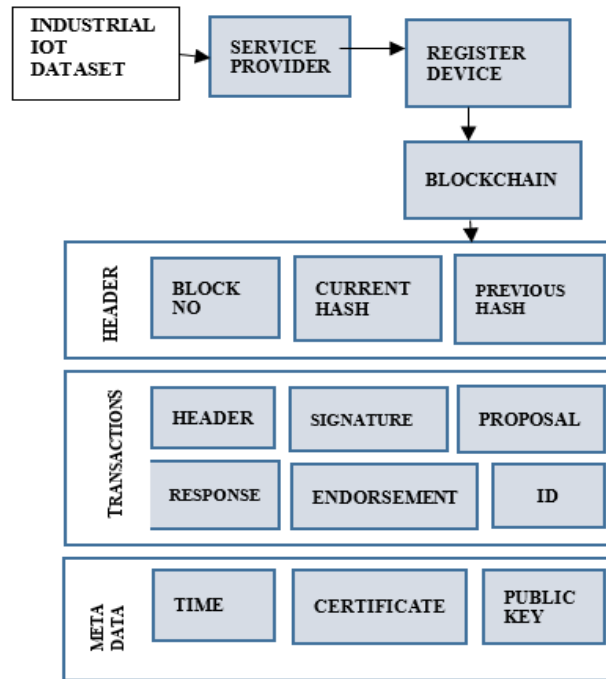 INDUSTRIAL
IOT
DATASET
SERVICE
PROVIDER
REGISTER
DEVICE
BLOCKCHAIN
HEADER
BLOCK
NO
CURRENT
HASH
PREVIOUS
HASH
TRANSACTIONS
HEADER
SIGNATURE
PROPOSAL
RESPONSE
ENDORSEMENT
ID
META
DATA
TIME
CERTIFICATE
PUBLIC
KEY